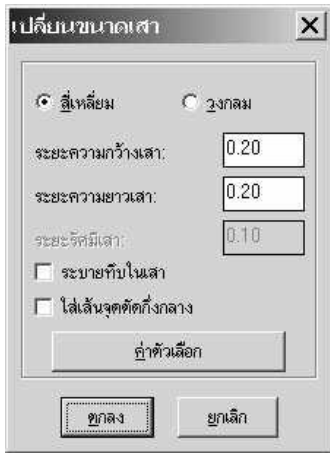 เปลี่ยนขนาดเสา
สี่เหลี่ยม วงกลม
ระยะความกว้างเสา: 0.20
ระยะความยาวเสา: 0.20
ระยะรัศมีเสา: 0.10
ระบายทึบในเสา
ใส่เส้นจุดตัดกึ่งกลาง
ค่าตัวเลือก
ตกลง ยกเลิก